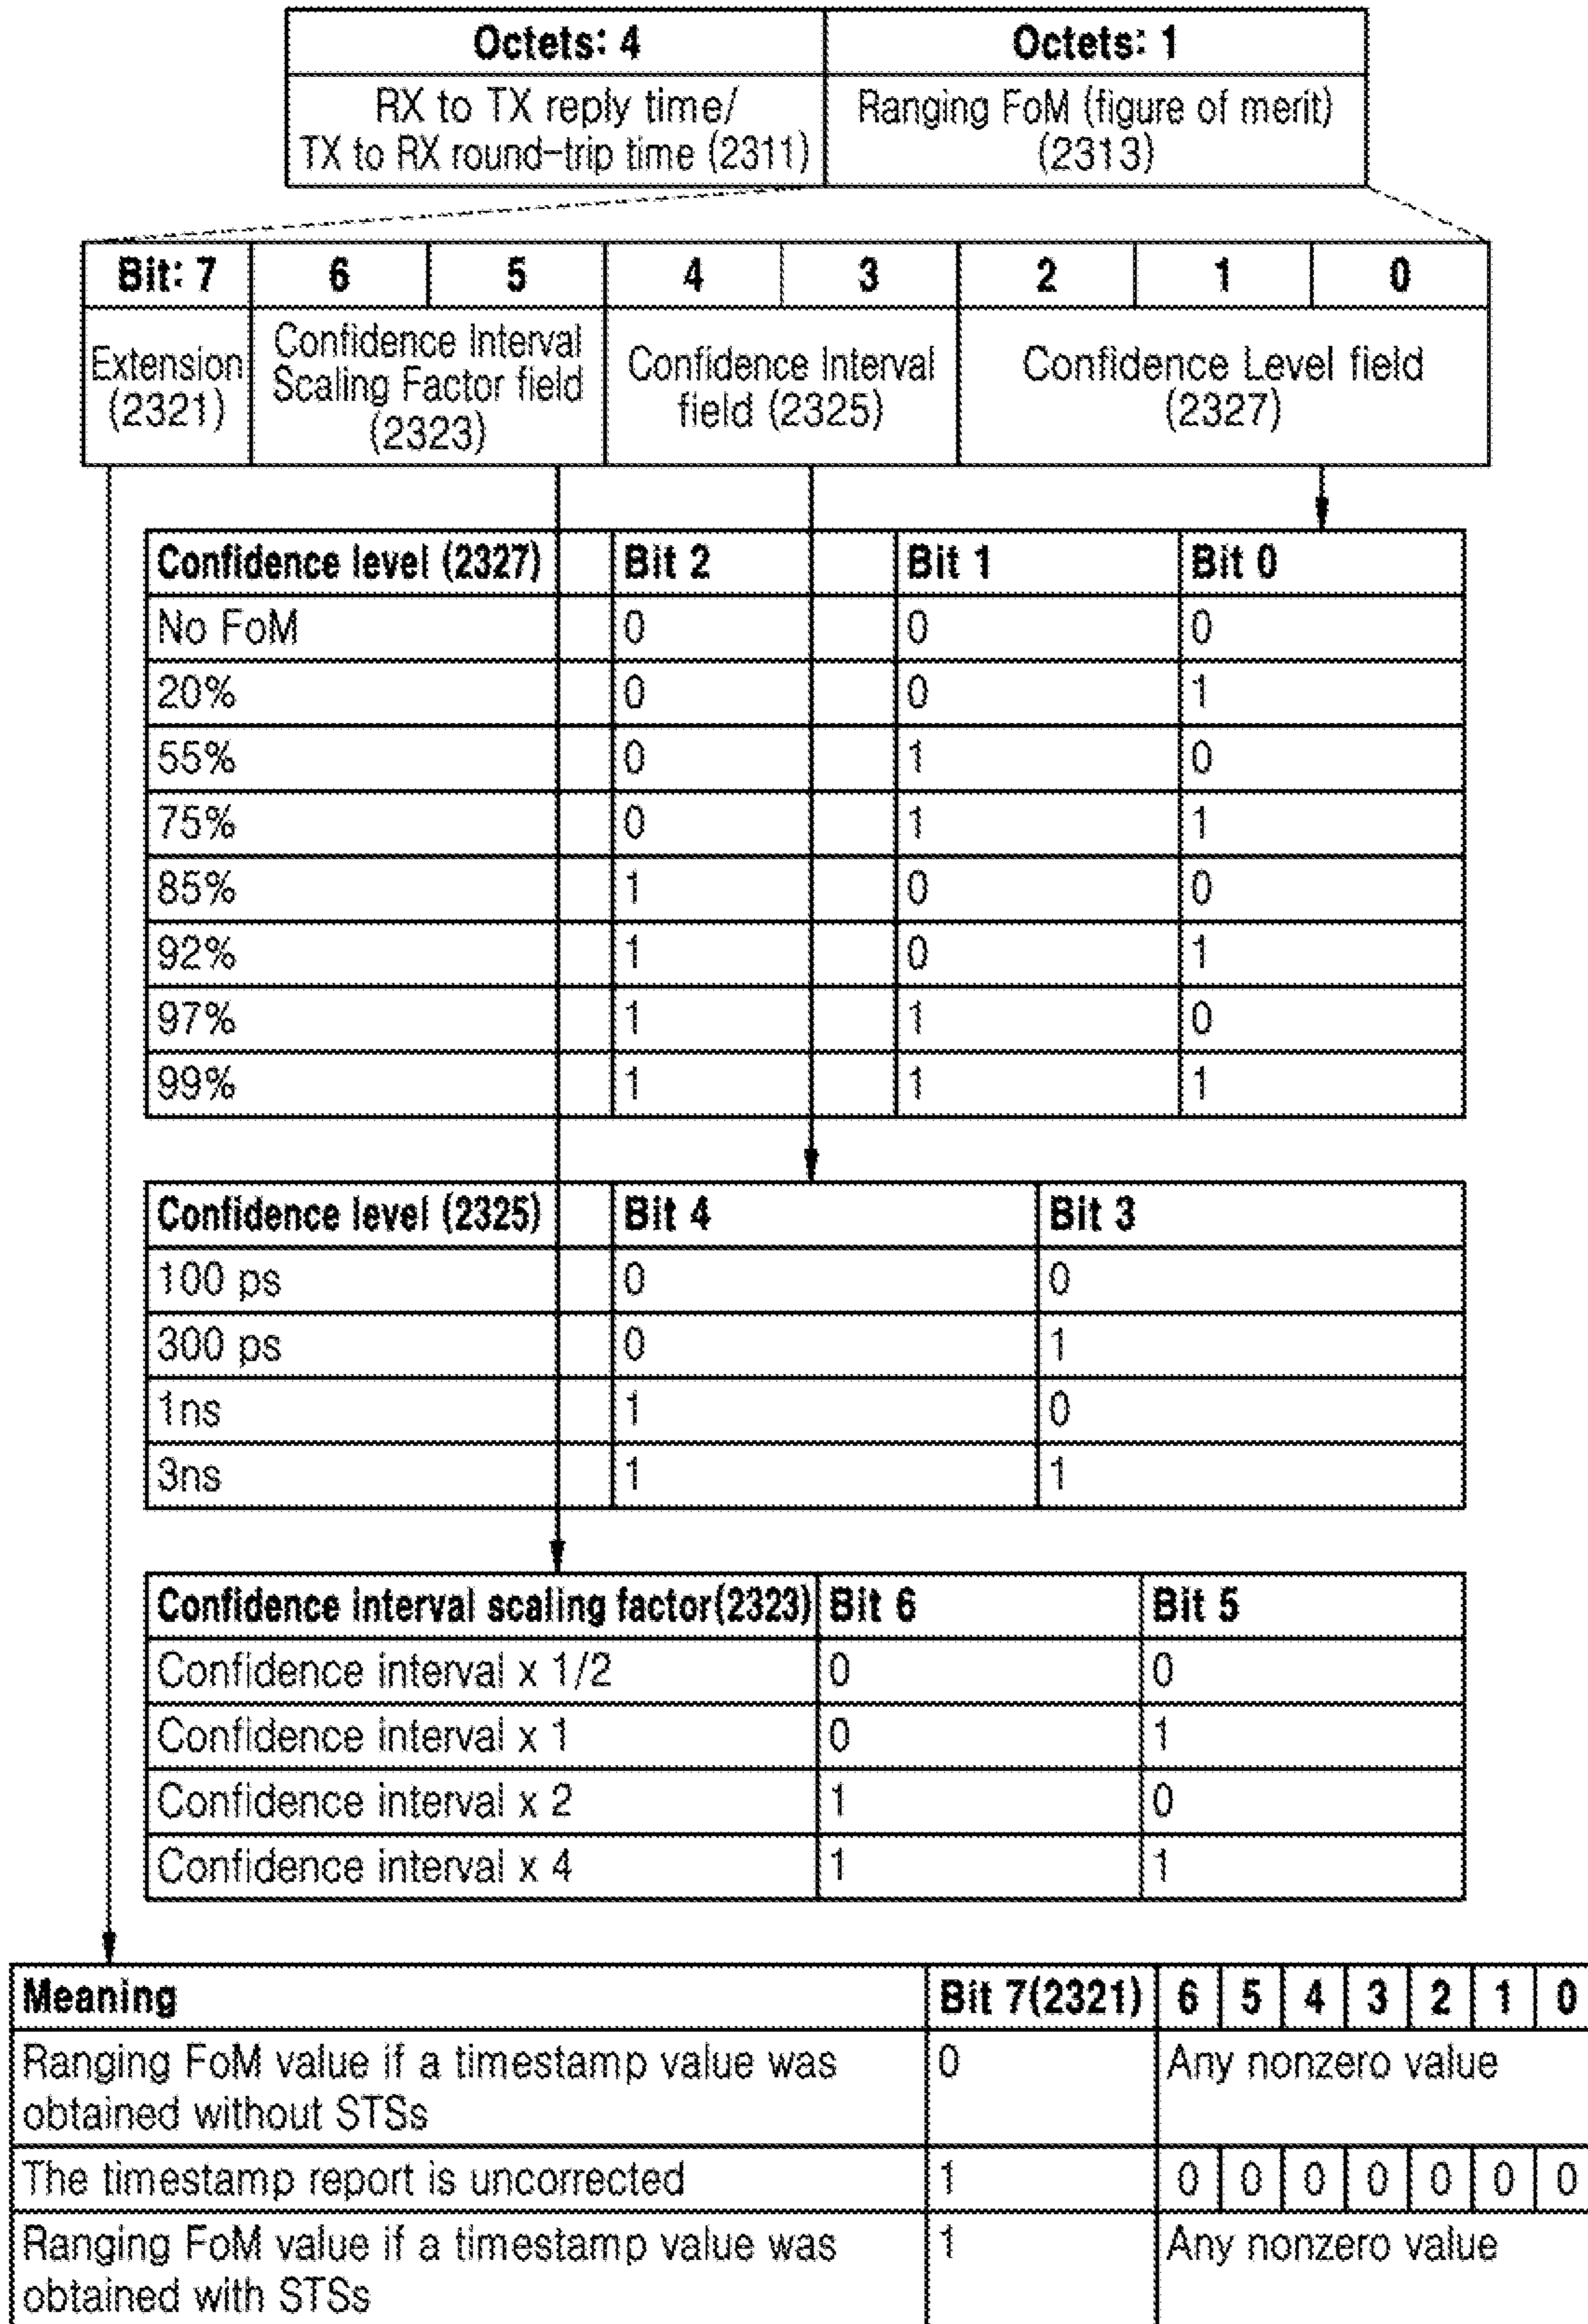 Octets: 4 Octets: 1
RX to TX reply time/
TX to RX round-trip time (2311)
Ranging FoM (figure of merit)
(2313)
Bit: 7 6 5 4 3 2 1 0
Extension
(2321)
Confidence Interval
Scaling Factor field
(2323)
Confidence Interval
field (2325)
Confidence Level field
(2327)
Confidence level (2327) Bit 2 Bit 1 Bit 0
No FoM 0 0 0
20% 0 0 1
55% 0 1 0
75% 0 1 1
85% 1 0 0
92% 1 0 1
97% 1 1 0
99% 1 1 1
Confidence level (2325) Bit 4 Bit 3
100 ps 0 0
300 ps 0 1
1ns 1 0
3ns 1 1
Confidence interval scaling factor(2323) Bit 6 Bit 5
Confidence interval x 1/2 0 0
Confidence interval x 1 0 1
Confidence interval x 2 1 0
Confidence interval x 4 1 1
Meaning Bit 7(2321) 6 5 4 3 2 1 0
Ranging FoM value if a timestamp value was
obtained without STSs
0 Any nonzero value
The timestamp report is uncorrected 1 0 0 0 0 0 0 0
Ranging FoM value if a timestamp value was
obtained with STSs
1 Any nonzero value